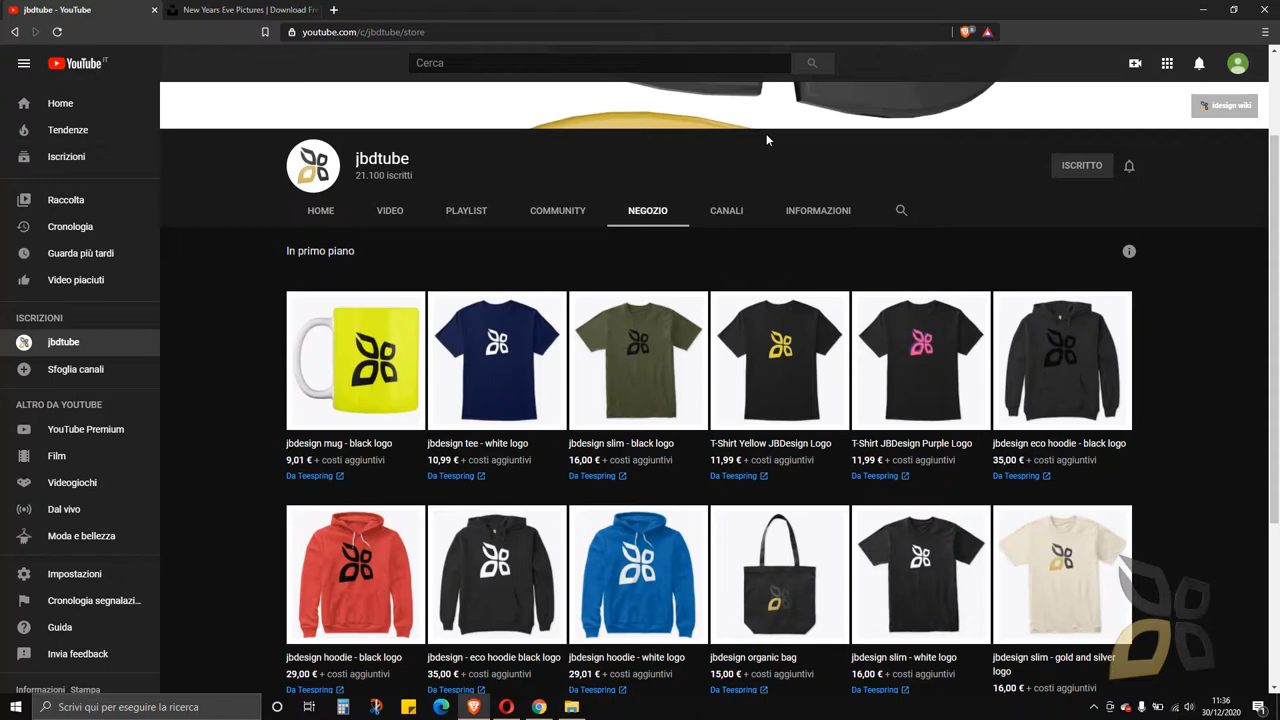 jbdtube - YouTube
New Years Eve Pictures | Download Fr
youtube.com/c/jbdtube/store
YouTube IT
Cerca
idesign wiki
jbdtube
21.100 iscritti
ISCRITTO
HOME VIDEO PLAYLIST COMMUNITY NEGOZIO CANALI INFORMAZIONI
In primo piano
Home
Tendenze
Iscrizioni
Raccolta
Cronologia
Guarda più tardi
Video piaciuti
ISCRIZIONI
jbdtube
Sfoglia canali
ALTRO DA YOUTUBE
YouTube Premium
Film
Videogiochi
Dal vivo
Moda e bellezza
Impostazioni
Cronologia segnalazi...
Guida
Invia feedback
Informazioni Stampa
jbdesign mug - black logo
9,01 € + costi aggiuntivi
Da Teespring
jbdesign tee - white logo
10,99 € + costi aggiuntivi
Da Teespring
jbdesign slim - black logo
16,00 € + costi aggiuntivi
Da Teespring
T-Shirt Yellow JBDesign Logo
11,99 € + costi aggiuntivi
Da Teespring
T-Shirt JBDesign Purple Logo
11,99 € + costi aggiuntivi
Da Teespring
jbdesign eco hoodie - black logo
35,00 € + costi aggiuntivi
Da Teespring
jbdesign hoodie - black logo
29,00 € + costi aggiuntivi
Da Teespring
jbdesign - eco hoodie black logo
35,00 € + costi aggiuntivi
Da Teespring
jbdesign hoodie - white logo
29,01 € + costi aggiuntivi
Da Teespring
jbdesign organic bag
15,00 € + costi aggiuntivi
Da Teespring
jbdesign slim - white logo
16,00 € + costi aggiuntivi
Da Teespring
jbdesign slim - gold and silver
logo
16,00 € + costi aggiuntivi
Scrivi qui per eseguire la ricerca
11:36
30/12/2020